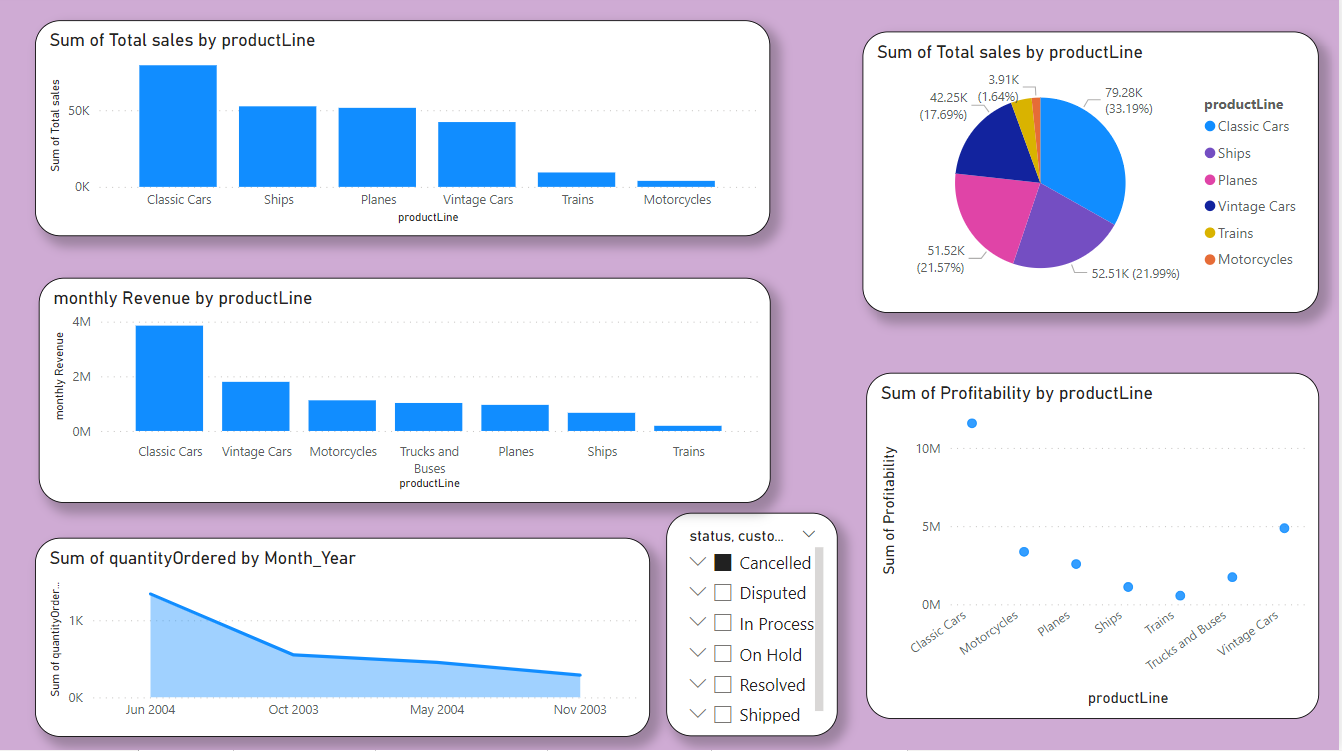 Sum of Total sales by productLine
Sum of Total sales
50K
0K
Classic Cars
Ships
Planes
Vintage Cars
Trains
Motorcycles
productLine
Sum of Total sales by productLine
3.91K
(1.64%)
42.25K
(17.69%)
79.28K
(33.19%)
51.52K
(21.57%)
52.51K (21.99%)
productLine
Classic Cars
Ships
Planes
Vintage Cars
Trains
Motorcycles
monthly Revenue by productLine
monthly Revenue
4M
2M
0M
Classic Cars
Vintage Cars
Motorcycles
Trucks and
Buses
Planes
Ships
Trains
productLine
Sum of Profitability by productLine
Sum of Profitability
10M
5M
0M
Classic Cars
Motorcycles
Planes
Ships
Trains
Trucks and Buses
Vintage Cars
productLine
Sum of quantityOrdered by Month_Year
Sum of quantityOrder...
1K
0K
Jun 2004
Oct 2003
May 2004
Nov 2003
status, custo...
Cancelled
Disputed
In Process
On Hold
Resolved
Shipped